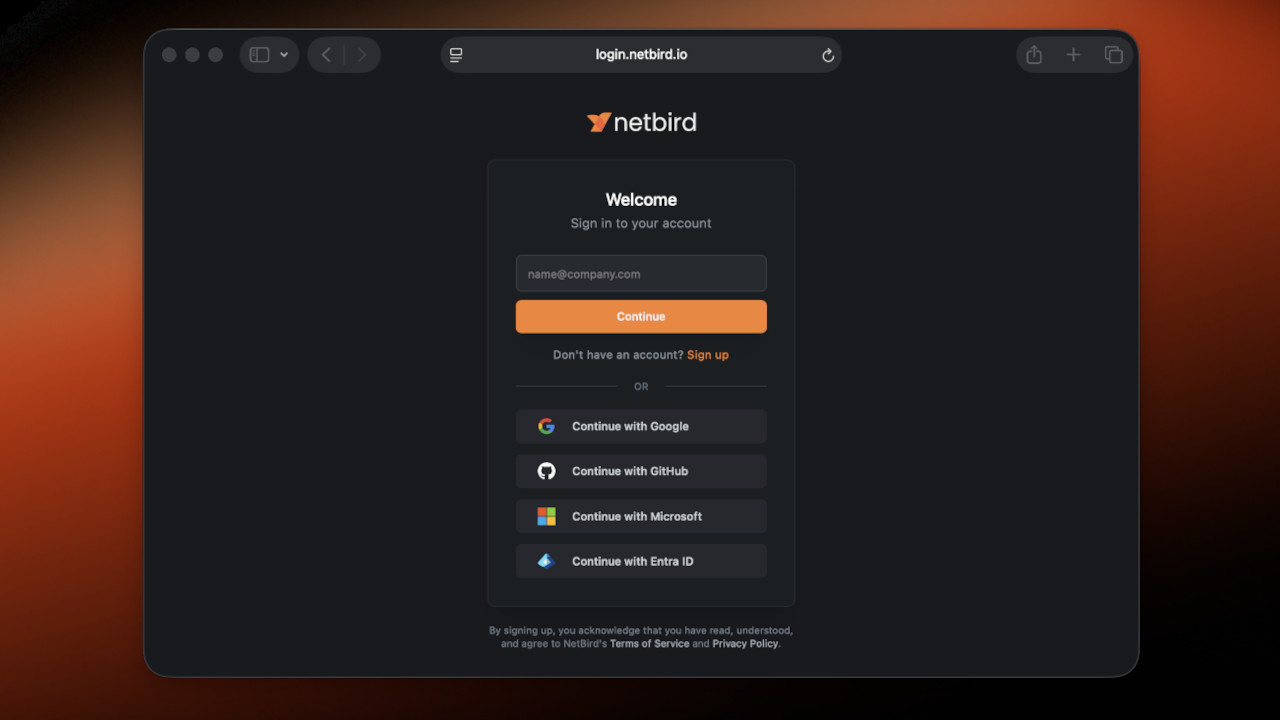 login.netbird.io
netbird
Welcome
Sign in to your account
name@company.com
Continue
Don't have an account? Sign up
OR
Continue with Google
Continue with GitHub
Continue with Microsoft
Continue with Entra ID
By signing up, you acknowledge that you have read, understood,
and agree to NetBird's Terms of Service and Privacy Policy.